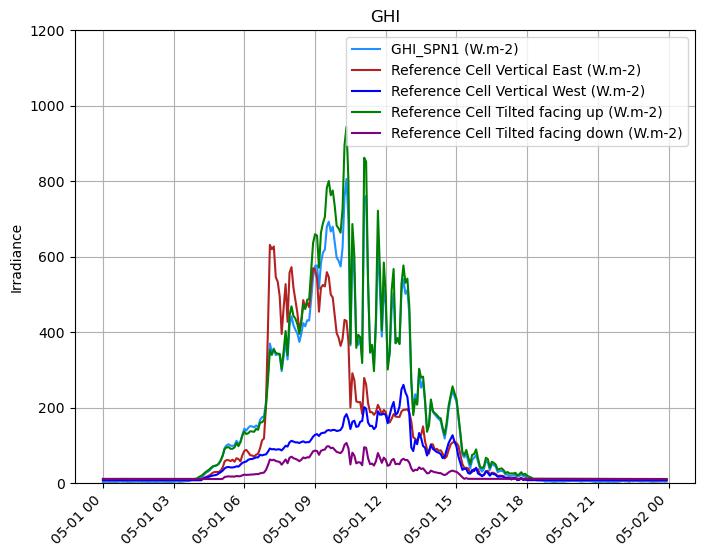 GHI
1200
1000
800
600
400
200
0
Irradiance
GHI_SPN1 (W.m-2)
Reference Cell Vertical East (W.m-2)
Reference Cell Vertical West (W.m-2)
Reference Cell Tilted facing up (W.m-2)
Reference Cell Tilted facing down (W.m-2)
05-01 00
05-01 03
05-01 06
05-01 09
05-01 12
05-01 15
05-01 18
05-01 21
05-02 00